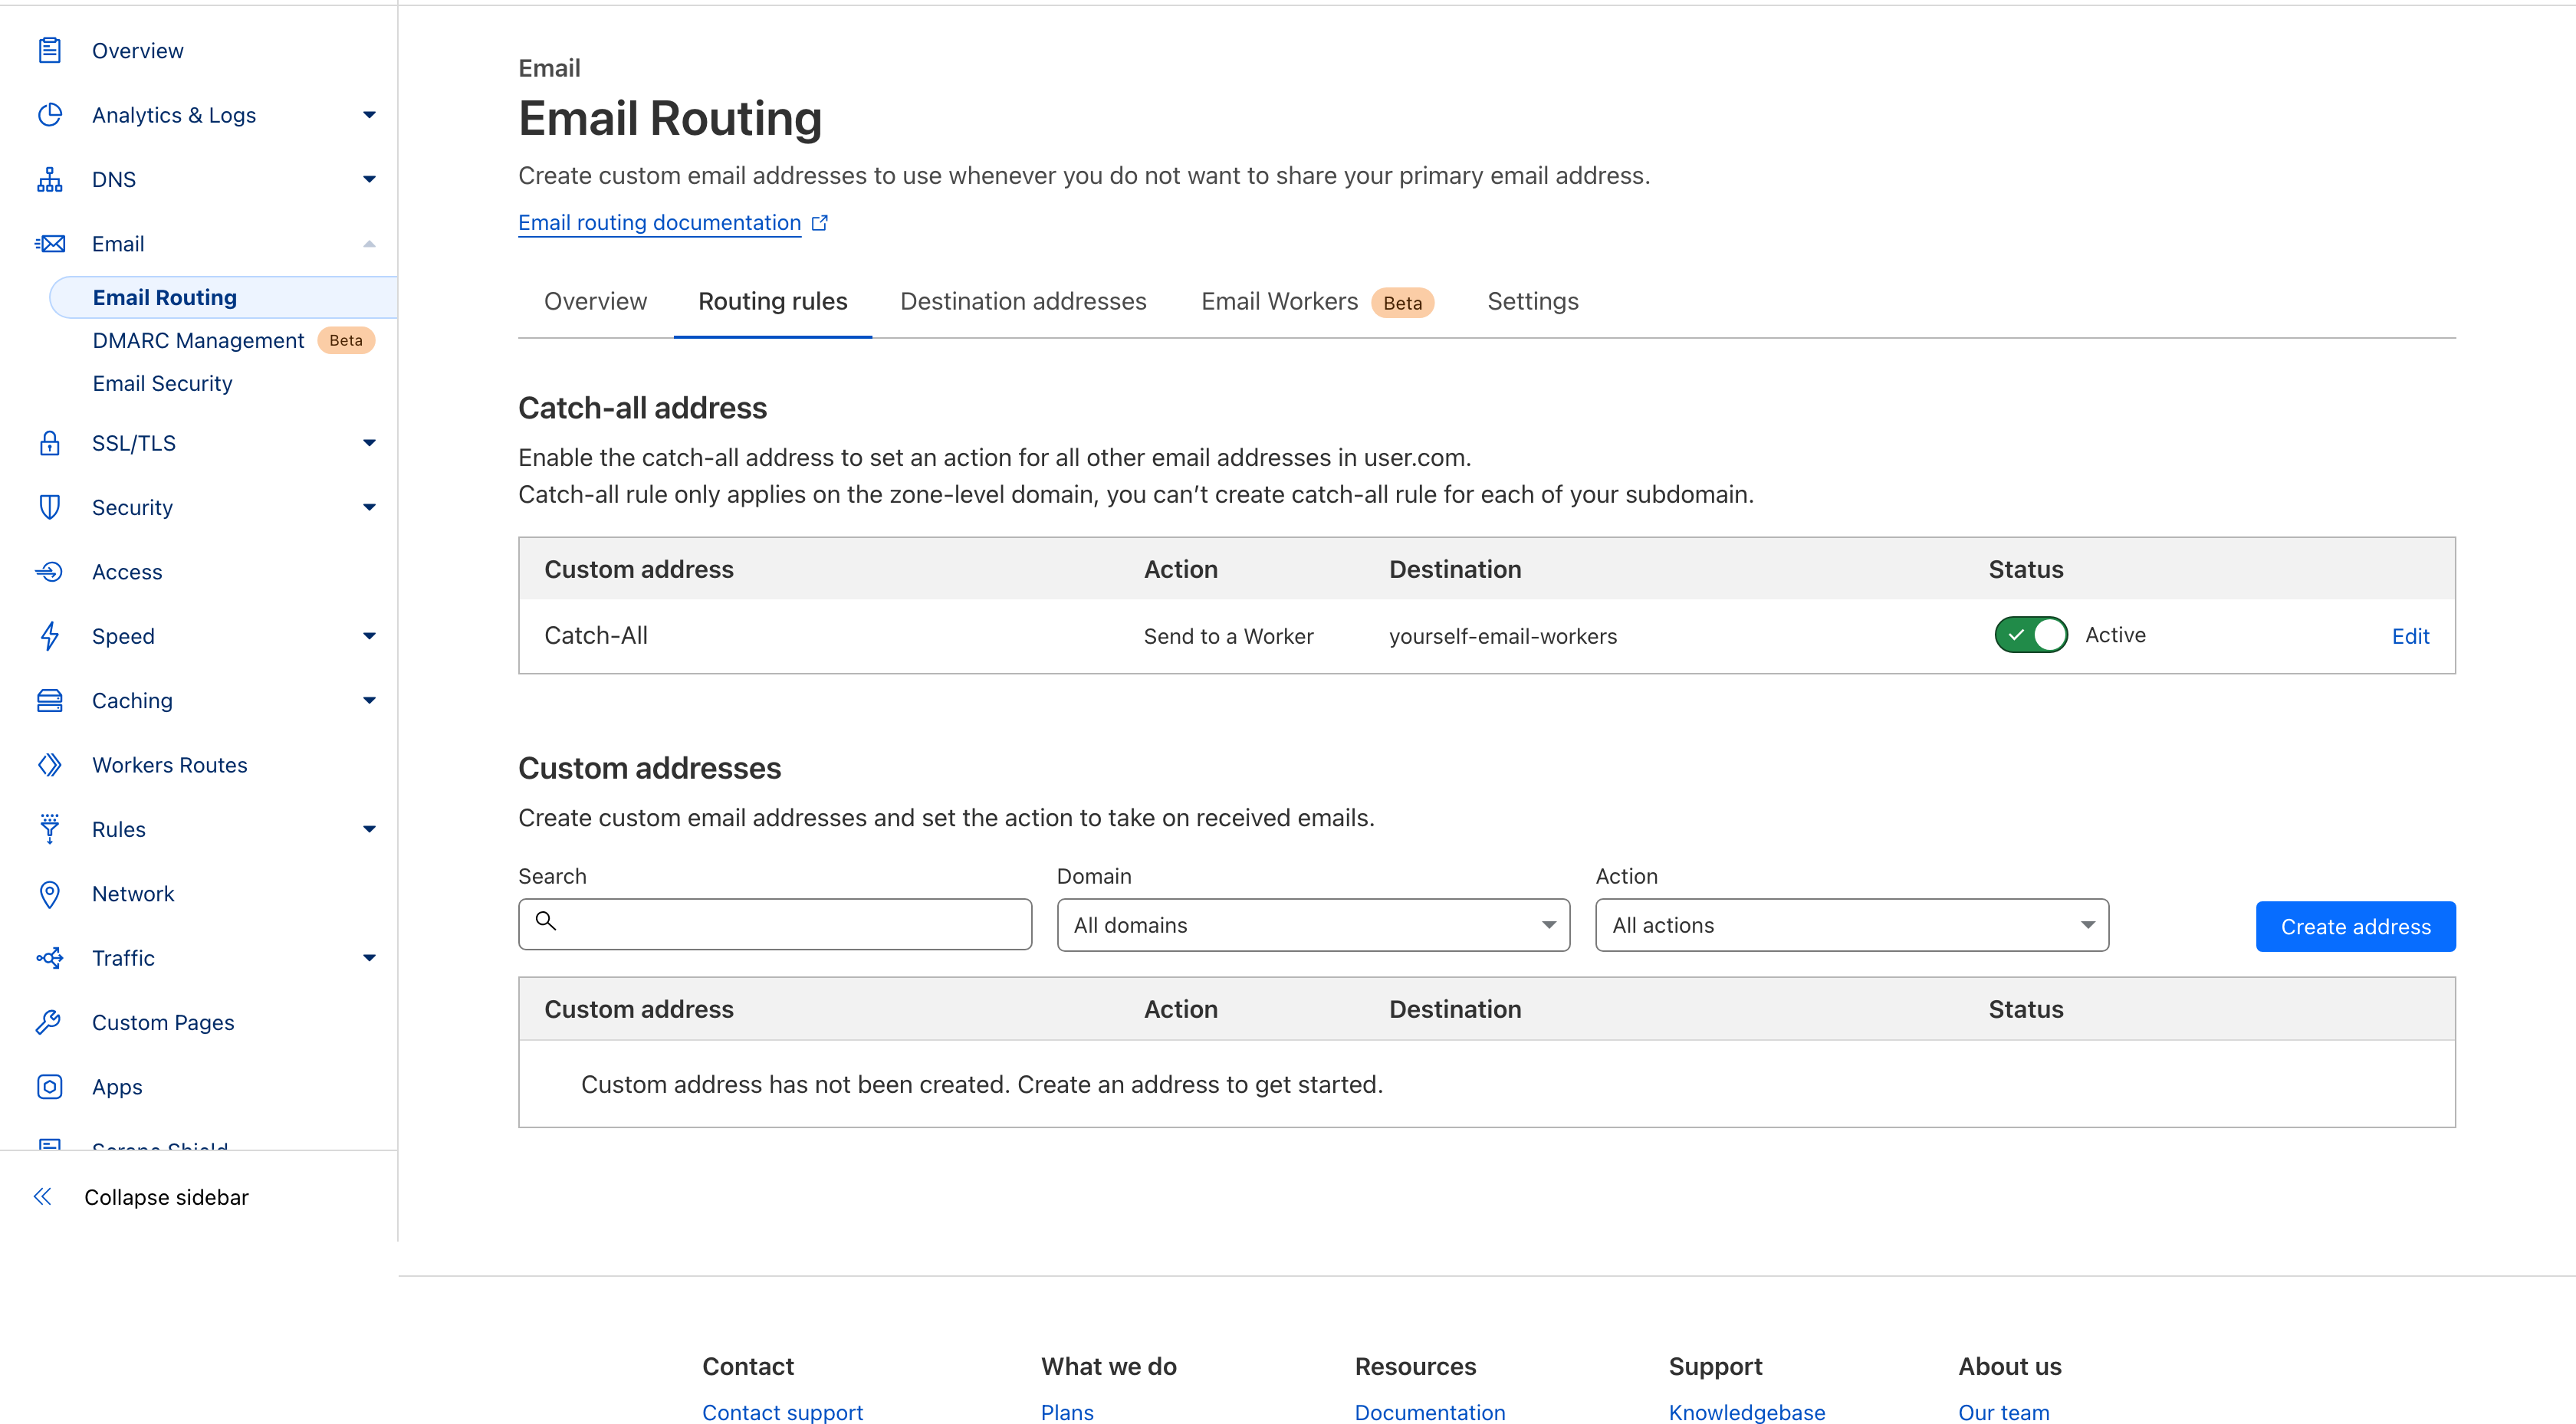 Overview
Analytics & Logs
DNS
Email
Email Routing
DMARC Management Beta
Email Security
SSL/TLS
Security
Access
Speed
Caching
Workers Routes
Rules
Network
Traffic
Custom Pages
Apps
Scrape Shield
Collapse sidebar
Email
Email Routing
Create custom email addresses to use whenever you do not want to share your primary email address.
Email routing documentation
Overview Routing rules Destination addresses Email Workers Beta Settings
Catch-all address
Enable the catch-all address to set an action for all other email addresses in user.com.
Catch-all rule only applies on the zone-level domain, you can’t create catch-all rule for each of your subdomain.
Custom address Action Destination Status
Catch-All Send to a Worker yourself-email-workers Active Edit
Custom addresses
Create custom email addresses and set the action to take on received emails.
Search Domain Action
All domains All actions Create address
Custom address Action Destination Status
Custom address has not been created. Create an address to get started.
Contact What we do Resources Support About us
Contact support Plans Documentation Knowledgebase Our team